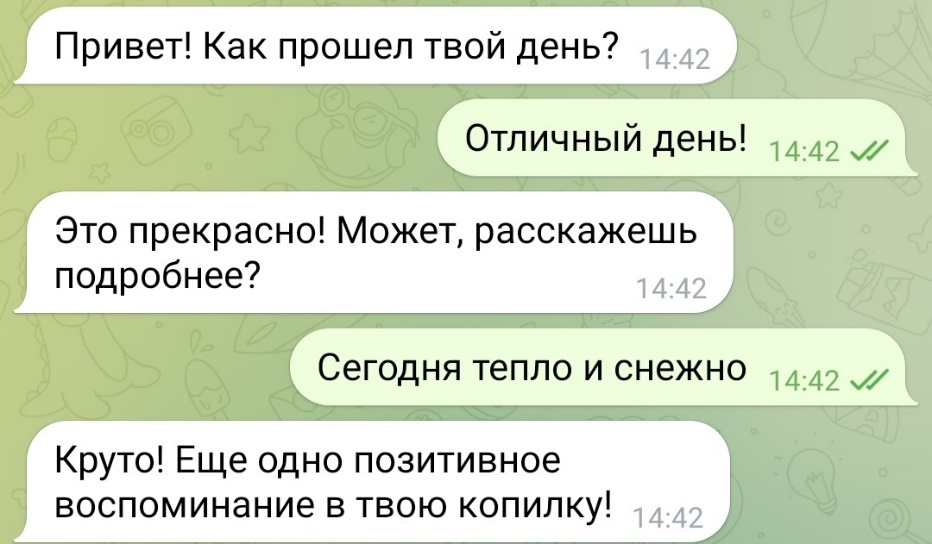 Привет! Как прошел твой день? 14:42
Отличный день! 14:42
Это прекрасно! Может, расскажешь
подробнее? 14:42
Сегодня тепло и снежно 14:42
Круто! Еще одно позитивное
воспоминание в твою копилку! 14:42